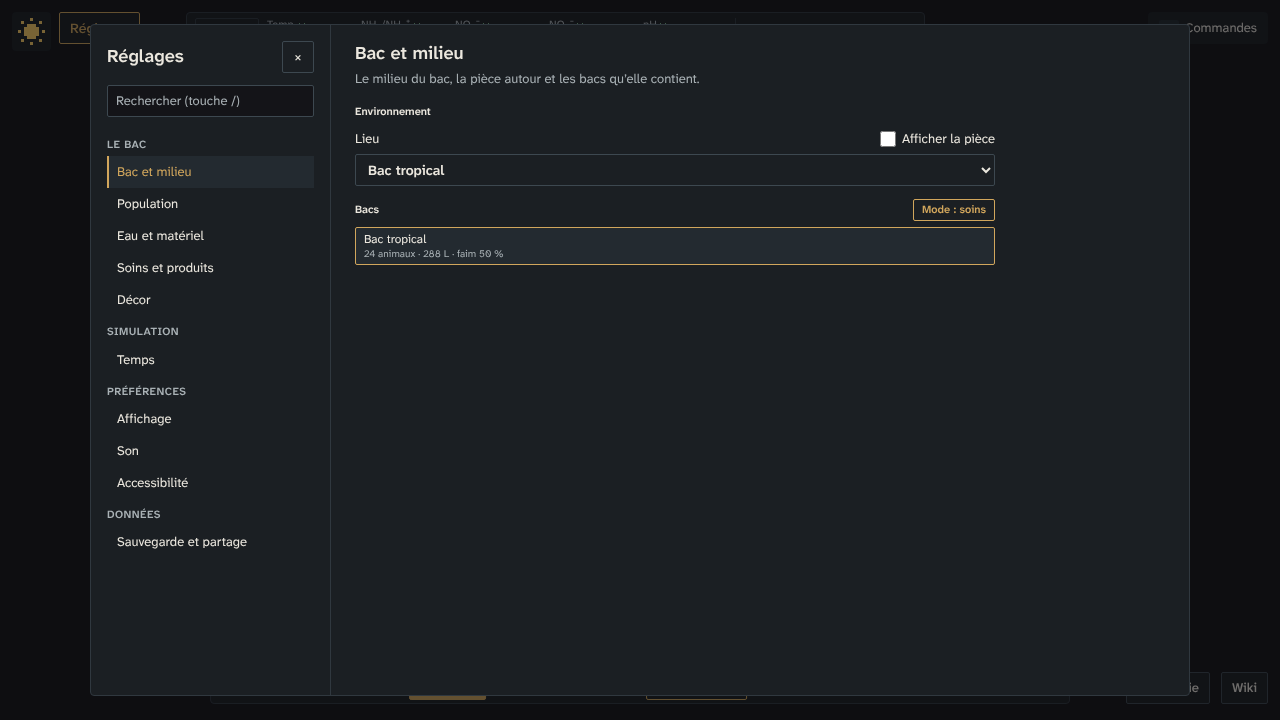 Réglages
×
Rechercher (touche /)
LE BAC
Bac et milieu
Population
Eau et matériel
Soins et produits
Décor
SIMULATION
Temps
PRÉFÉRENCES
Affichage
Son
Accessibilité
DONNÉES
Sauvegarde et partage
Bac et milieu
Le milieu du bac, la pièce autour et les bacs qu'elle contient.
Environnement
Lieu
Afficher la pièce
Bac tropical
Bacs
Mode : soins
Bac tropical
24 animaux · 288 L · faim 50 %
Commandes
Wiki